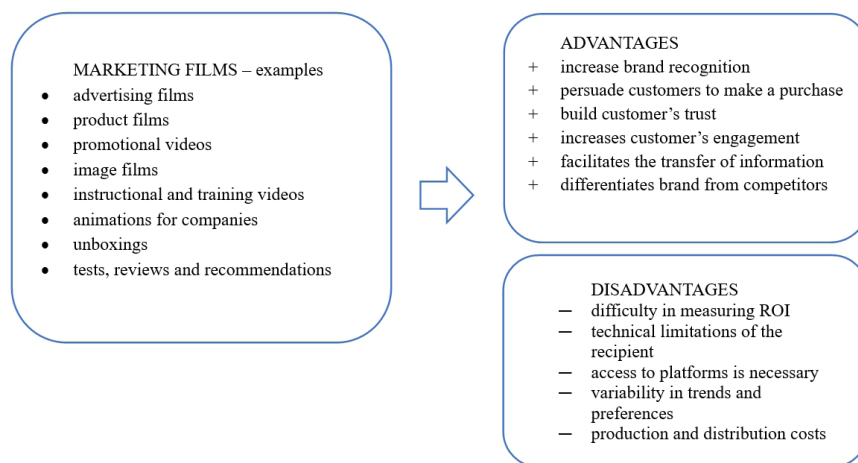 MARKETING FILMS – examples
• advertising films
• product films
• promotional videos
• image films
• instructional and training videos
• animations for companies
• unboxings
• tests, reviews and recommendations
ADVANTAGES
+ increase brand recognition
+ persuade customers to make a purchase
+ build customer’s trust
+ increases customer’s engagement
+ facilitates the transfer of information
+ differentiates brand from competitors
DISADVANTAGES
— difficulty in measuring ROI
— technical limitations of the
recipient
— access to platforms is necessary
— variability in trends and
preferences
— production and distribution costs